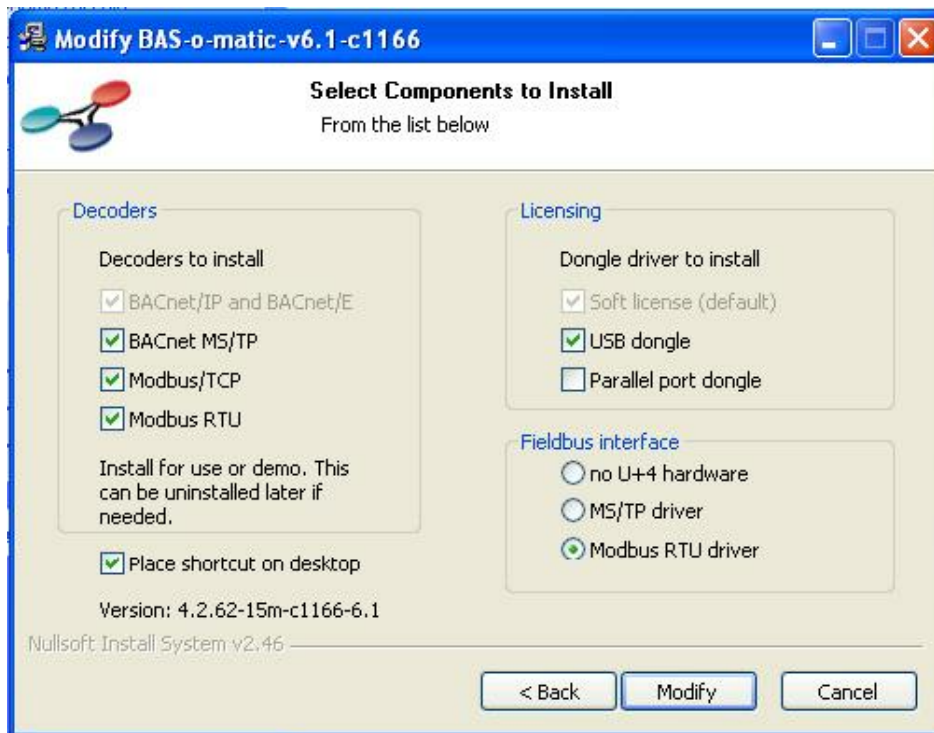 Modify BAS-o-matic-v6.1-c1166
Select Components to Install
From the list below
Decoders
Decoders to install
BACnet/IP and BACnet/E
BACnet MS/TP
Modbus/TCP
Modbus RTU
Install for use or demo. This
can be uninstalled later if
needed.
Place shortcut on desktop
Version: 4.2.62-15m-c1166-6.1
Licensing
Dongle driver to install
Soft license (default)
USB dongle
Parallel port dongle
Fieldbus interface
no U+4 hardware
MS/TP driver
Modbus RTU driver
Nullsoft Install System v2.46
< Back
Modify
Cancel